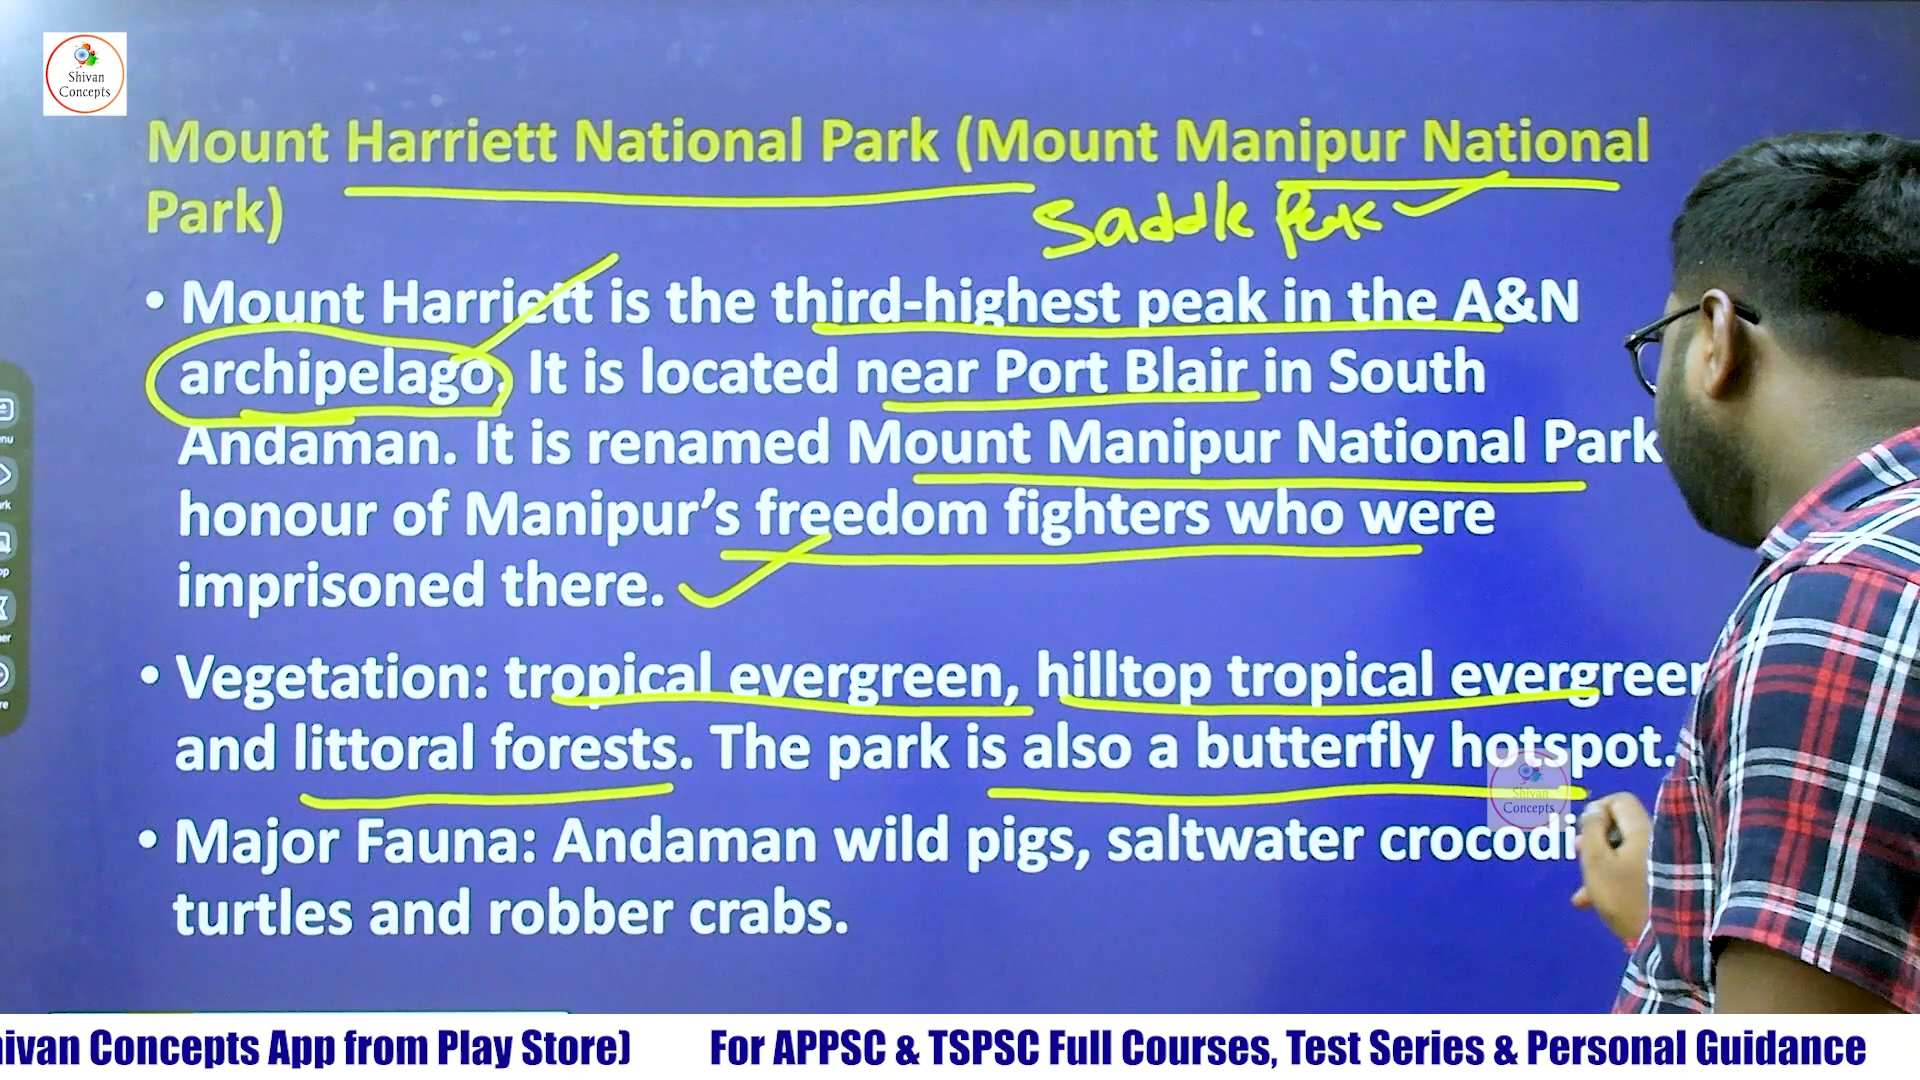 Shivan
Concepts
Mount Harriett National Park (Mount Manipur National
Park)
Saddle Peak
• Mount Harriett is the third-highest peak in the A&N
archipelago. It is located near Port Blair in South
Andaman. It is renamed Mount Manipur National Park
honour of Manipur’s freedom fighters who were
imprisoned there.
• Vegetation: tropical evergreen, hilltop tropical evergreen
and littoral forests. The park is also a butterfly hotspot.
Shivan
Concepts
• Major Fauna: Andaman wild pigs, saltwater
turtles and robber crabs.
Concepts App from Play Store) For APPSC & TSPSC Full Courses, Test Series & Personal Guidance